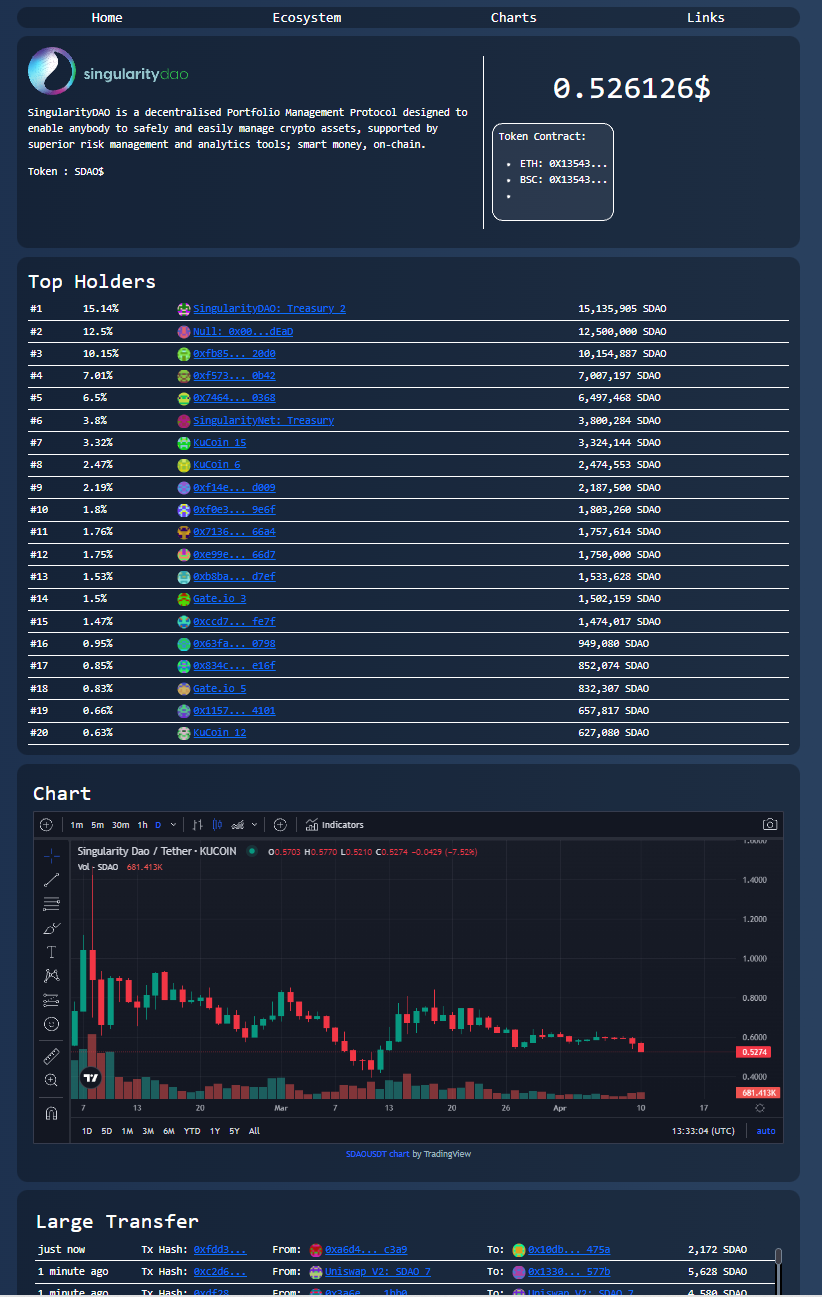 Home Ecosystem Charts Links
singularitydao
SingularityDAO is a decentralised Portfolio Management Protocol designed to
enable anybody to safely and easily manage crypto assets, supported by
superior risk management and analytics tools; smart money, on-chain.
Token : SDAO$
0.526126$
Token Contract:
ETH: 0X13543...
BSC: 0X13543...
Top Holders
#1 15.14% SingularityDAO: Treasury 2 15,135,905 SDAO
#2 12.5% Null: 0x00...dEaD 12,500,000 SDAO
#3 10.15% 0xfb85... 20d0 10,154,887 SDAO
#4 7.01% 0xf573... 0b42 7,007,197 SDAO
#5 6.5% 0x7464... 0368 6,497,468 SDAO
#6 3.8% SingularityNet: Treasury 3,800,284 SDAO
#7 3.32% KuCoin 15 3,324,144 SDAO
#8 2.47% KuCoin 6 2,474,553 SDAO
#9 2.19% 0xf14e... d009 2,187,500 SDAO
#10 1.8% 0xf0e3... 9e6f 1,803,260 SDAO
#11 1.76% 0x7136... 66a4 1,757,614 SDAO
#12 1.75% 0xe99e... 66d7 1,750,000 SDAO
#13 1.53% 0xb8ba... d7ef 1,533,628 SDAO
#14 1.5% Gate.io 3 1,502,159 SDAO
#15 1.47% 0xccd7... fe7f 1,474,017 SDAO
#16 0.95% 0x63fa... 0798 949,080 SDAO
#17 0.85% 0x834c... e16f 852,074 SDAO
#18 0.83% Gate.io 5 832,307 SDAO
#19 0.66% 0x1157... 4101 657,817 SDAO
#20 0.63% KuCoin 12 627,080 SDAO
Chart
1m 5m 30m 1h D Indicators
Singularity Dao / Tether · KUCOIN O0.5703 H0.5770 L0.5210 C0.5274 −0.0429 (−7.52%)
Vol · SDAO 681.413K
1.6000
1.4000
1.2000
1.0000
0.8000
0.6000
0.5274
0.4000
681.413K
7 13 20 Mar 7 13 20 26 Apr 10 17
1D 5D 1M 3M 6M YTD 1Y 5Y All 13:33:04 (UTC) auto
SDAOUSDT chart by TradingView
Large Transfer
just now Tx Hash: 0xfdd3... From: 0xa6d4... c3a9 To: 0x10db... 475a 2,172 SDAO
1 minute ago Tx Hash: 0xc2d6... From: Uniswap V2: SDAO 7 To: 0x1330... 577b 5,628 SDAO
1 minute ago Tx Hash: 0xdf28... From: 0x3a6e... 1bb0 To: Uniswap V2: SDAO 7 4,580 SDAO